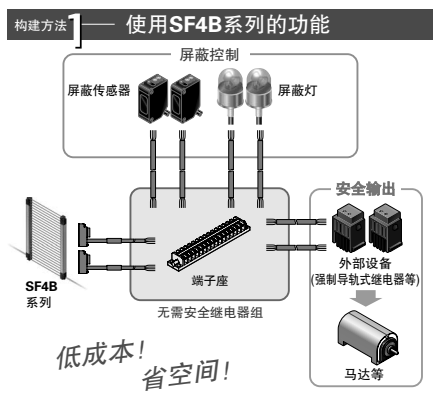 构建方法1 使用SF4B系列的功能
屏蔽控制
屏蔽传感器
屏蔽灯
安全输出
端子座
外部设备
(强制导轨式继电器等)
SF4B
系列
无需安全继电器组
马达等
低成本!
省空间!